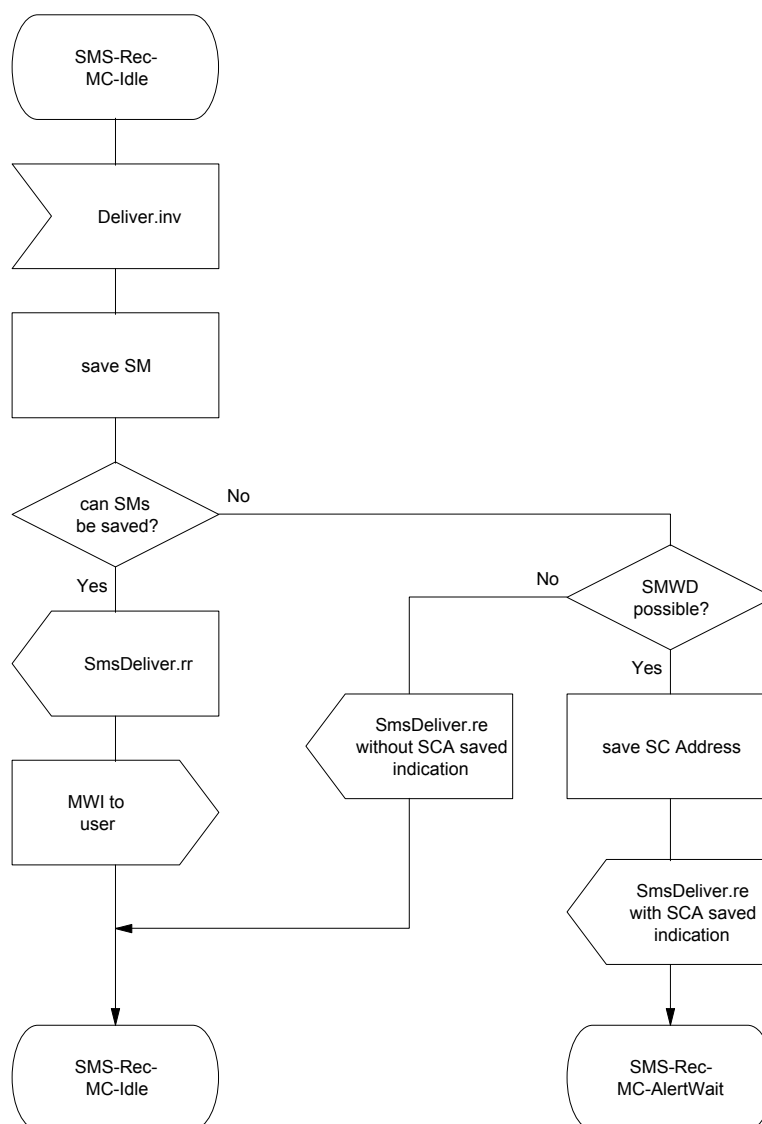 SMS-Rec-
MC-Idle
Deliver.inv
save SM
can SMs
be saved?
No
Yes
No
SMWD
possible?
Yes
SmsDeliver.rr
SmsDeliver.re
without SCA saved
indication
save SC Address
MWI to
user
SmsDeliver.re
with SCA saved
indication
SMS-Rec-
MC-Idle
SMS-Rec-
MC-AlertWait